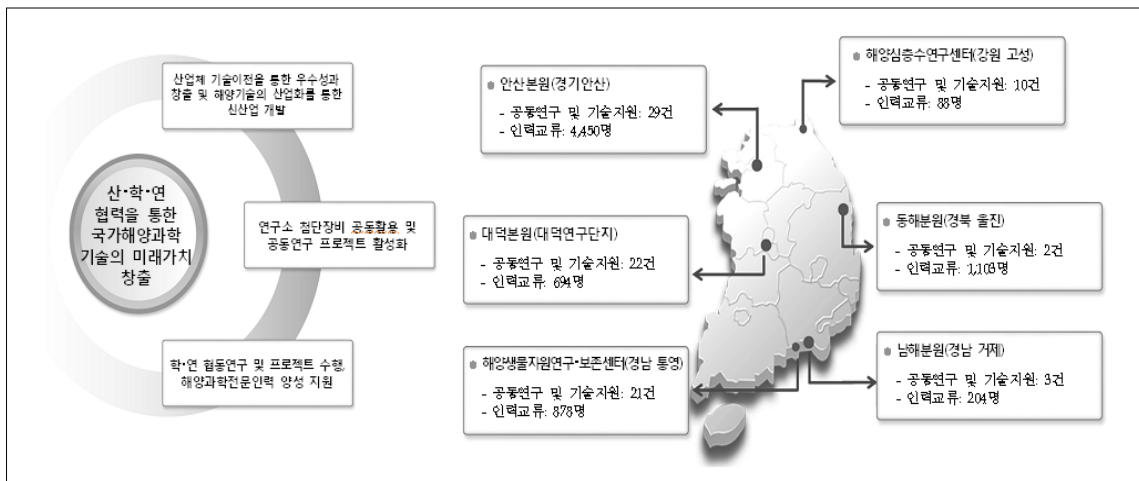 산업체 기술이전을 통한 우수성과
창출 및 해양기술의 산업화를 통한
신산업 개발
산·학·연
협력을 통한
국가해양과학
기술의 미래가치
창출
연구소 첨단장비 공동활용 및
공동연구 프로젝트 활성화
학·연 협동연구 및 프로젝트 수행,
해양과학전문인력 양성 지원
안산본원(경기안산)
- 공동연구 및 기술지원: 29건
- 인력교류: 4,450명
해양심층수연구센터(강원 고성)
- 공동연구 및 기술지원: 10건
- 인력교류: 88명
대덕본원(대덕연구단지)
- 공동연구 및 기술지원: 22건
- 인력교류: 694명
동해분원(경북 울진)
- 공동연구 및 기술지원: 2건
- 인력교류: 1,103명
해양생물자원연구·보존센터(경남 통영)
- 공동연구 및 기술지원: 21건
- 인력교류: 878명
남해분원(경남 거제)
- 공동연구 및 기술지원: 3건
- 인력교류: 204명